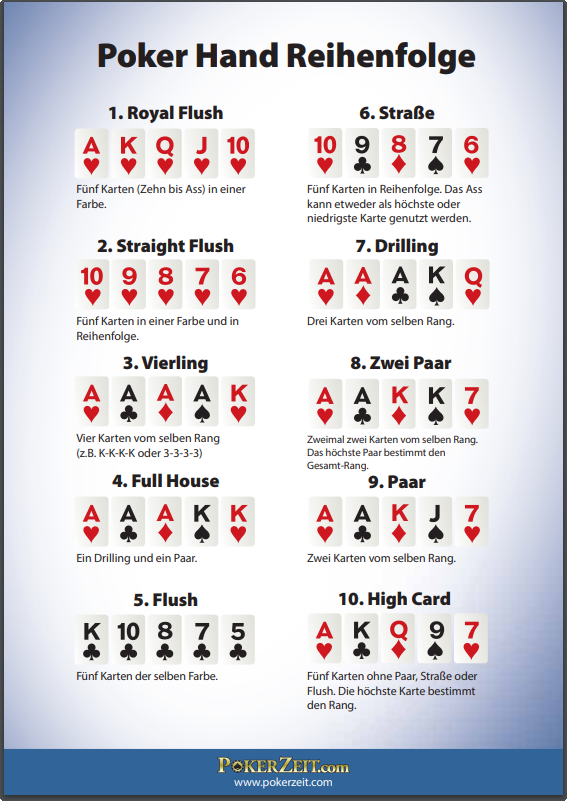 Poker Hand Reihenfolge
1. Royal Flush
A K Q J 10
Fünf Karten (Zehn bis Ass) in einer
Farbe.
2. Straight Flush
10 9 8 7 6
Fünf Karten in einer Farbe und in
Reihenfolge.
3. Vierling
A A A A K
Vier Karten vom selben Rang
(z.B. K-K-K-K oder 3-3-3-3)
4. Full House
A A A K K
Ein Drilling und ein Paar.
5. Flush
K 10 8 7 5
Fünf Karten der selben Farbe.
6. Straße
10 9 8 7 6
Fünf Karten in Reihenfolge. Das Ass
kann etweder als höchste oder
niedrigste Karte genutzt werden.
7. Drilling
A A A K Q
Drei Karten vom selben Rang.
8. Zwei Paar
A A K K 7
Zweimal zwei Karten vom selben Rang.
Das höchste Paar bestimmt den
Gesamt-Rang.
9. Paar
A A K J 7
Zwei Karten vom selben Rang.
10. High Card
A K Q 9 7
Fünf Karten ohne Paar, Straße oder
Flush. Die höchste Karte bestimmt
den Rang.
POKERZEIT.com
www.pokerzeit.com